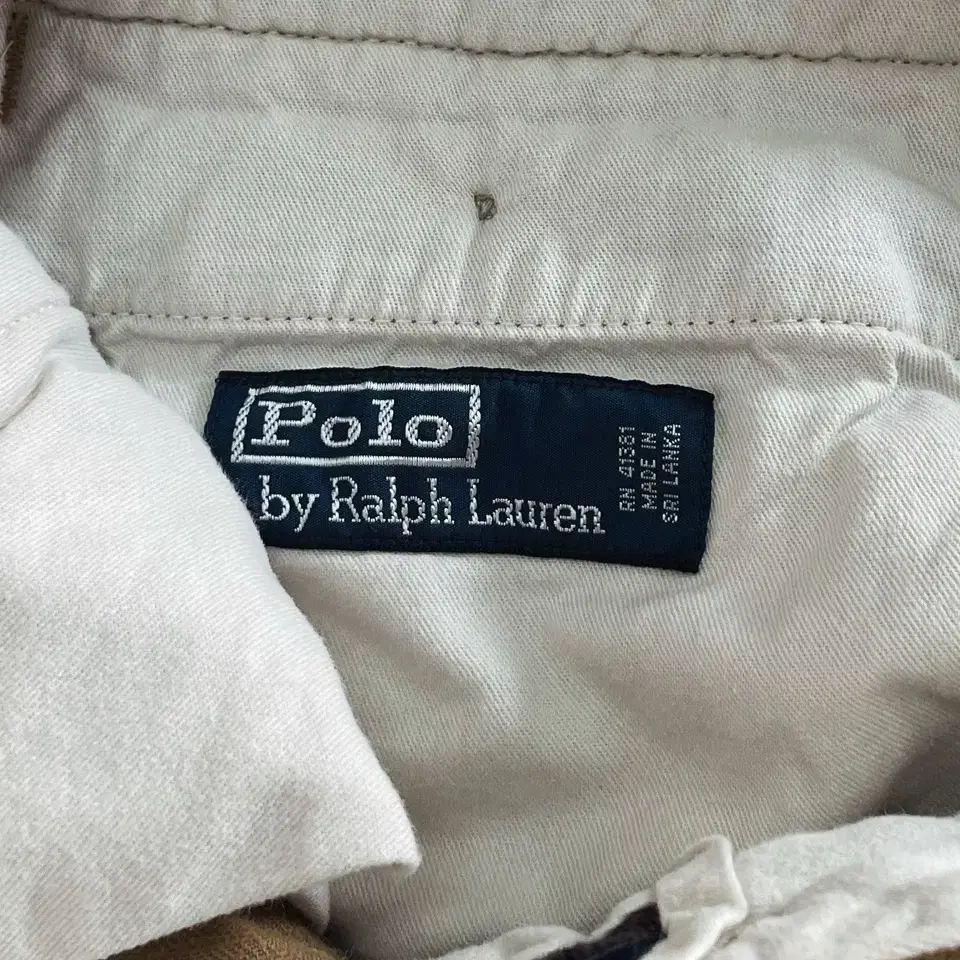 Polo
by Ralph Lauren
RN 41381
MADE IN
SRI LANKA